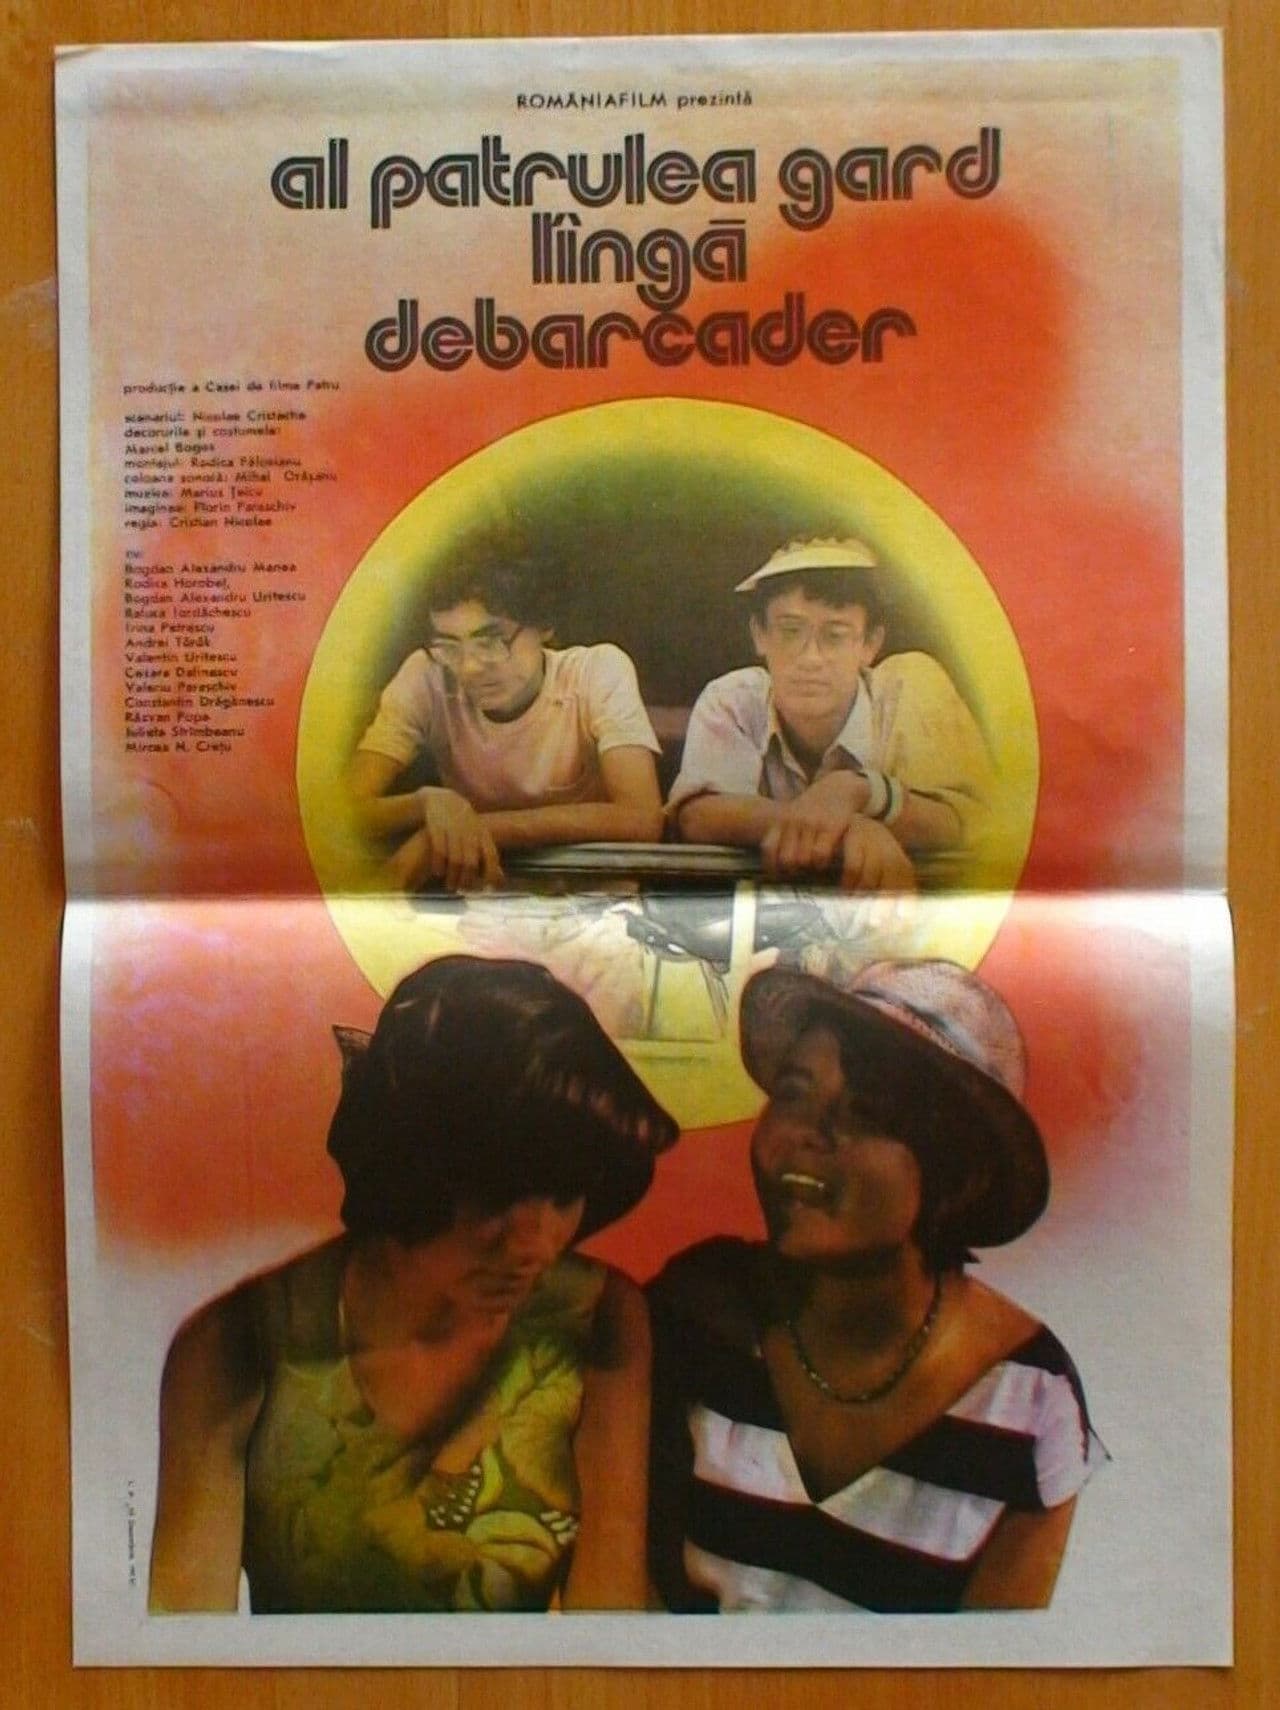 ROMÂNIAFILM prezintă
al patrulea gard
lîngă
debarcader
producție a Casei de filme Patru
scenariul: Nicolae Cristache
decorurile și costumele:
Marcel Bogos
montajul: Rodica Fălcoianu
coloana sonoră: Mihai Orășanu
muzica: Marius Țeicu
imaginea: Florin Paraschiv
regia: Cristian Nicolae
cu:
Bogdan Alexandru Manea
Rodica Horobeț
Bogdan Alexandru Uritescu
Raluca Iordăchescu
Irina Petrescu
Andrei Török
Valentin Uritescu
Cesara Dafinescu
Valeriu Paraschiv
Constantin Drăgănescu
Răzvan Popa
Julieta Strîmbeanu
Mircea N. Crețu